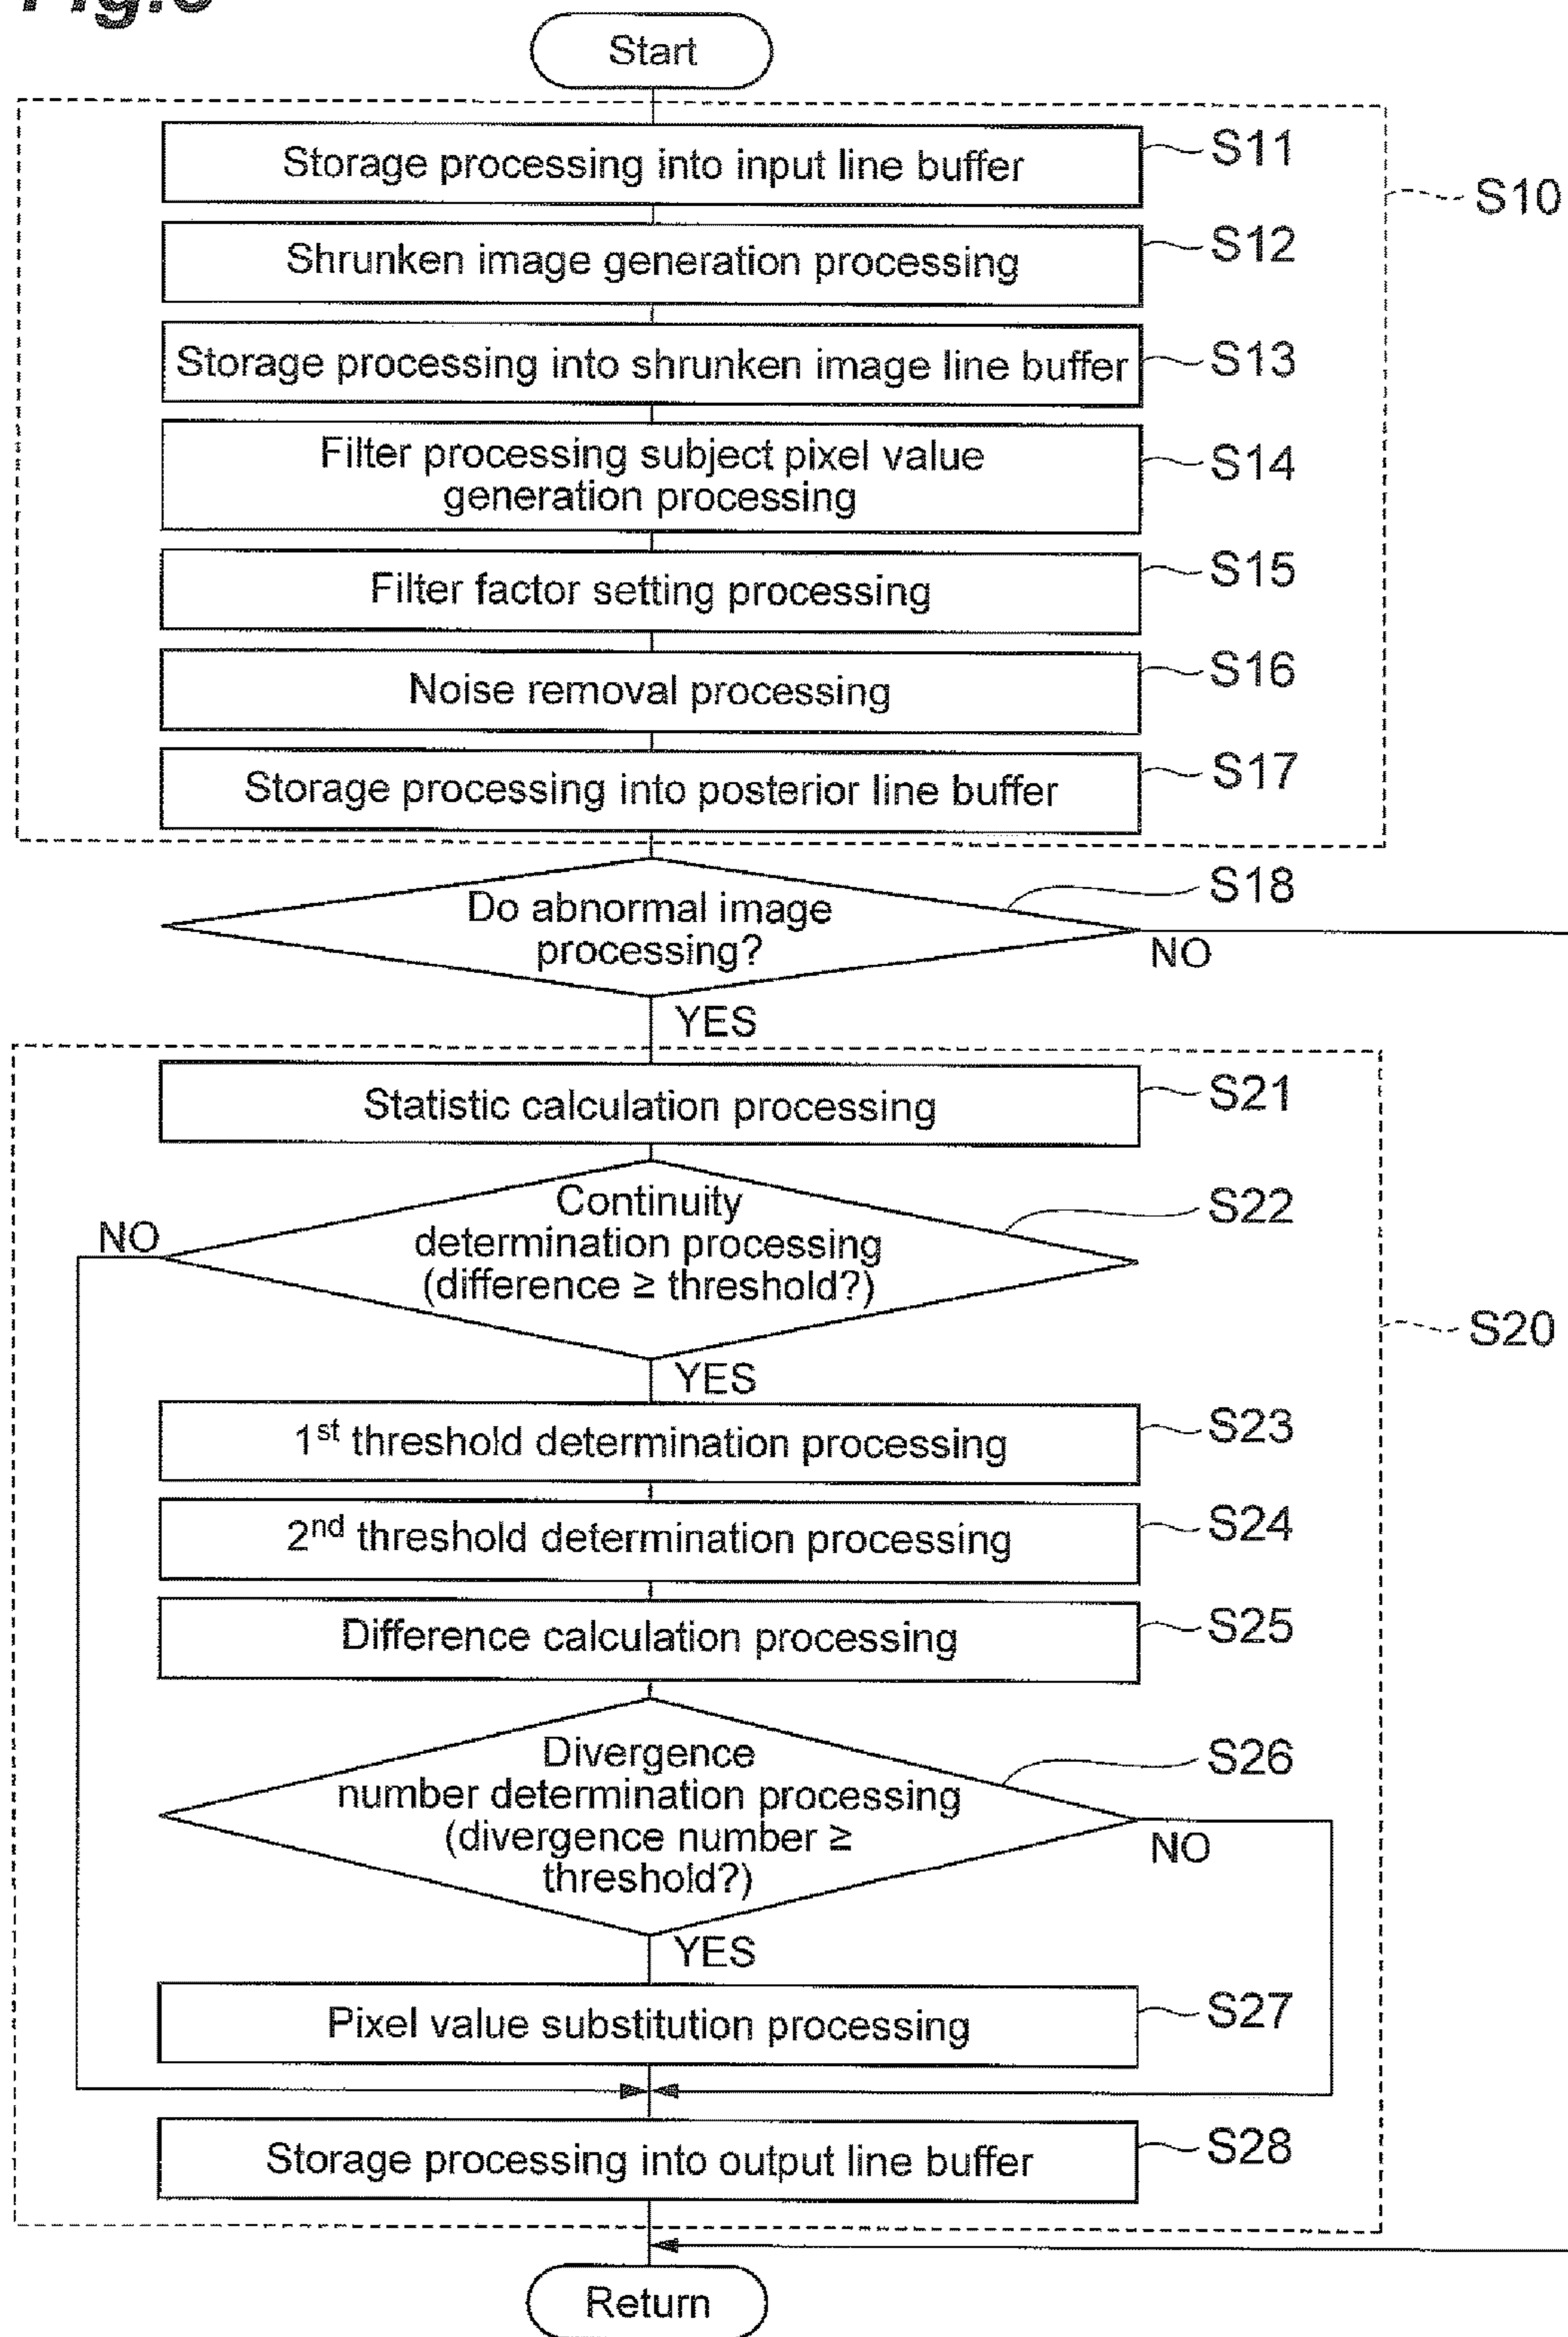 Start
Storage processing into input line buffer
S11
S10
Shrunken image generation processing
S12
Storage processing into shrunken image line buffer
S13
Filter processing subject pixel value
generation processing
S14
Filter factor setting processing
S15
Noise removal processing
S16
Storage processing into posterior line buffer
S17
Do abnormal image
processing?
S18
NO
YES
Statistic calculation processing
S21
Continuity
determination processing
(difference ≥ threshold?)
S22
NO
S20
YES
1st threshold determination processing
S23
2nd threshold determination processing
S24
Difference calculation processing
S25
Divergence
number determination processing
(divergence number ≥
threshold?)
S26
NO
YES
Pixel value substitution processing
S27
Storage processing into output line buffer
S28
Return